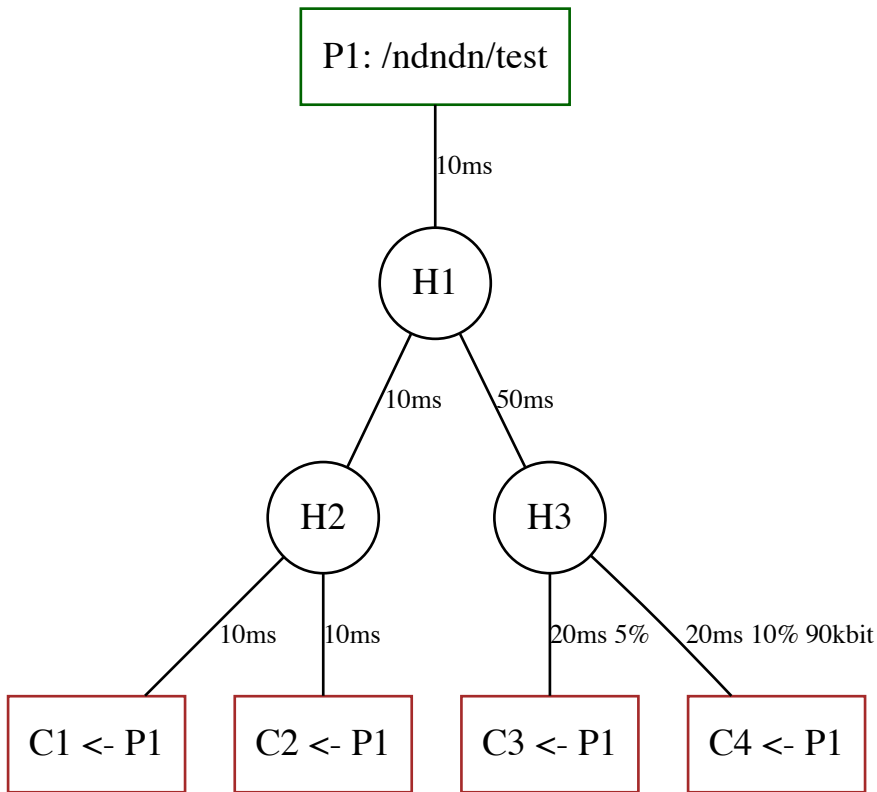 P1: /ndndn/test
10ms
H1
10ms
50ms
H2
H3
10ms
10ms
20ms 5%
20ms 10% 90kbit
C1 <- P1
C2 <- P1
C3 <- P1
C4 <- P1